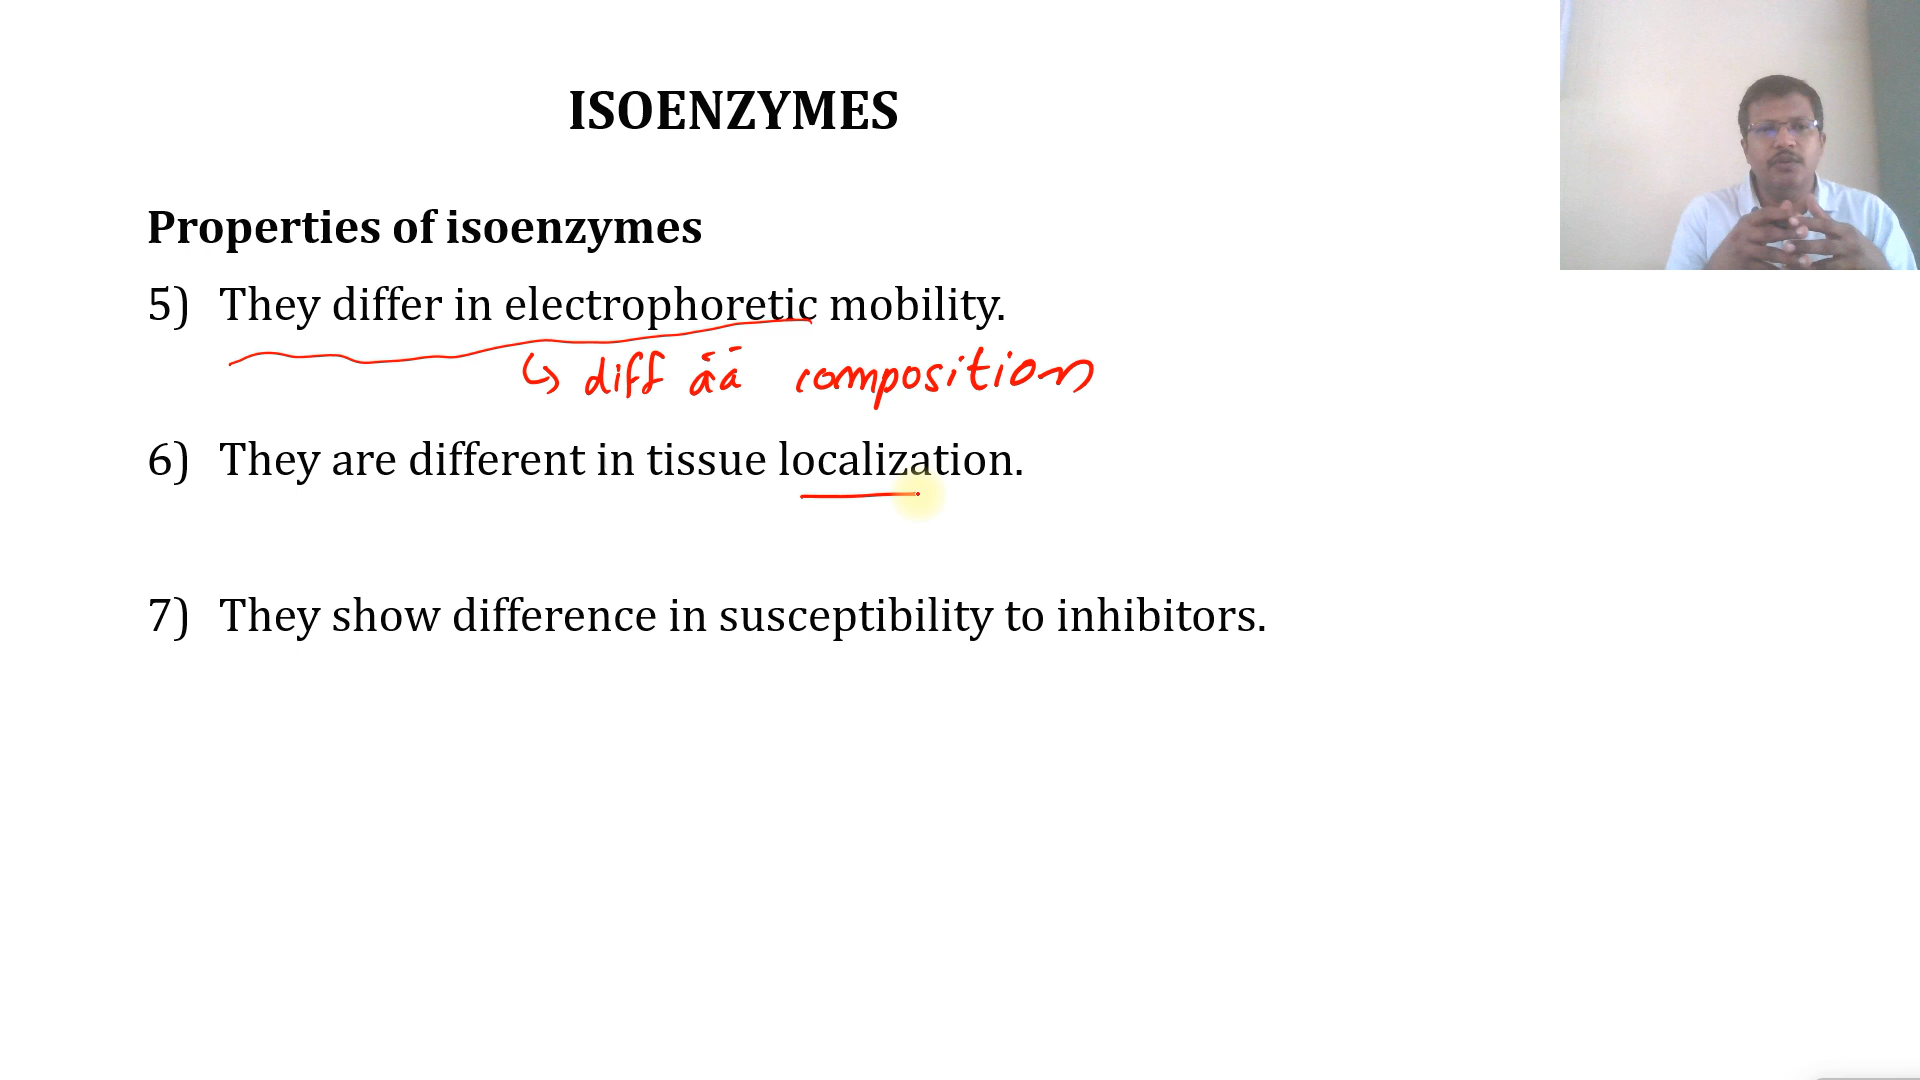 ISOENZYMES
Properties of isoenzymes
5) They differ in electrophoretic mobility.
↳ diff āā composition
6) They are different in tissue localization.
7) They show difference in susceptibility to inhibitors.